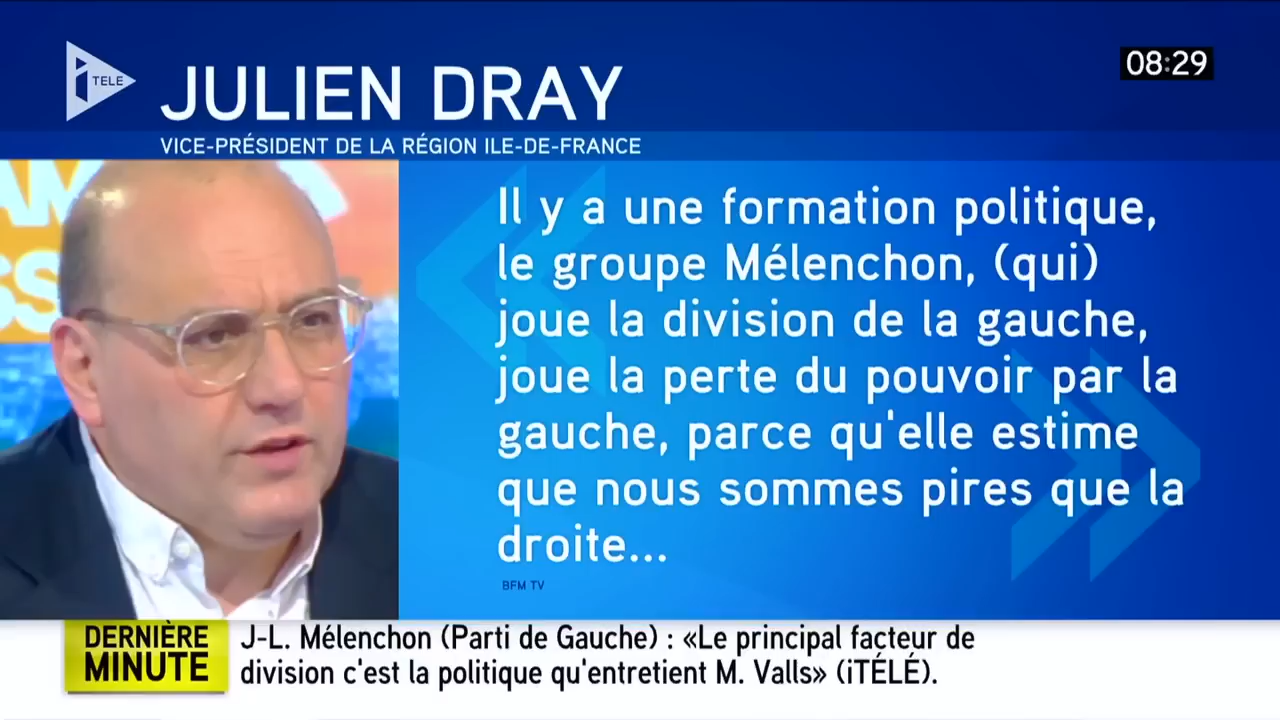 iTELE
JULIEN DRAY
08:29
VICE-PRÉSIDENT DE LA RÉGION ILE-DE-FRANCE
Il y a une formation politique,
le groupe Mélenchon, (qui)
joue la division de la gauche,
joue la perte du pouvoir par la
gauche, parce qu'elle estime
que nous sommes pires que la
droite...
BFM TV
DERNIÈRE
MINUTE
J-L. Mélenchon (Parti de Gauche) : «Le principal facteur de
division c'est la politique qu'entretient M. Valls» (iTÉLÉ).